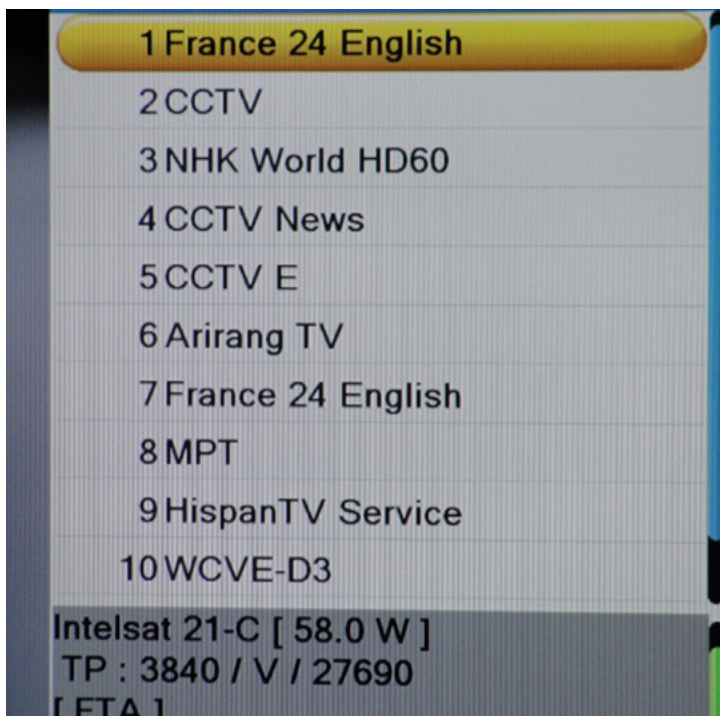 1 France 24 English
2 CCTV
3 NHK World HD60
4 CCTV News
5 CCTV E
6 Arirang TV
7 France 24 English
8 MPT
9 HispanTV Service
10 WCVE-D3
Intelsat 21-C [ 58.0 W ]
TP : 3840 / V / 27690
[ FTA ]